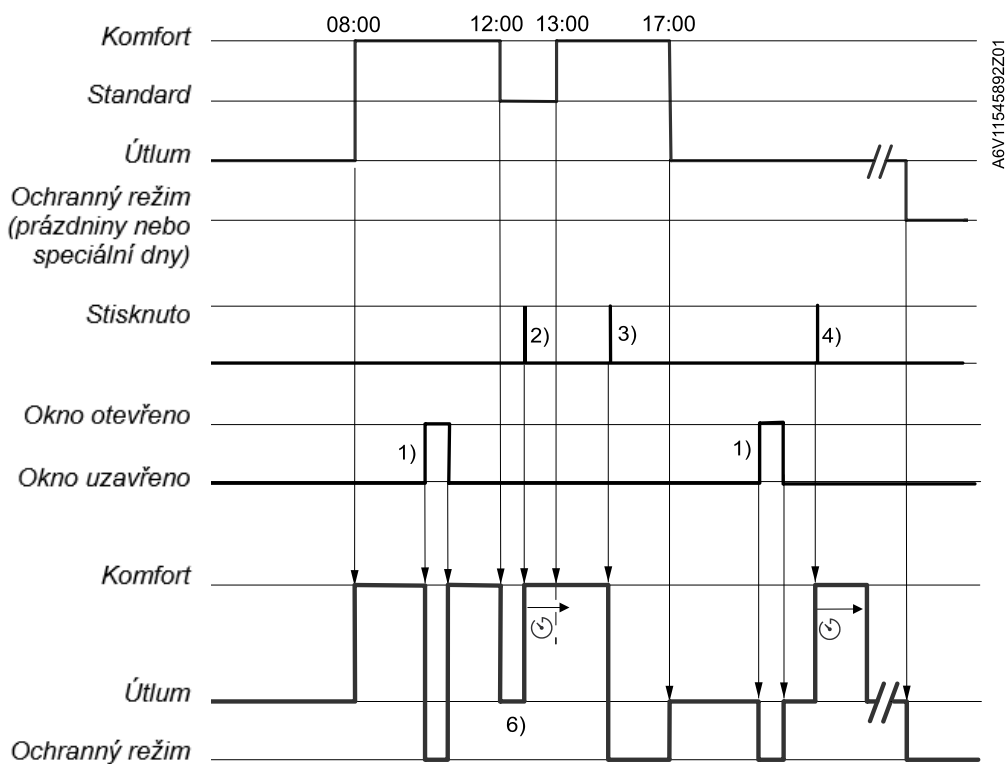 08:00 12:00 13:00 17:00
Komfort
Standard
Útlum
Ochranný režim
(prázdniny nebo
speciální dny)
A6V11545892Z01
Stisknuto
2) 3) 4)
Okno otevřeno
1) 1)
Okno uzavřeno
Komfort
Útlum
6)
Ochranný režim